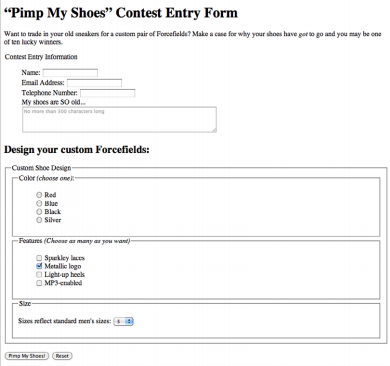 “Pimp My Shoes” Contest Entry Form
Want to trade in your old sneakers for a custom pair of Forcefields? Make a case for why your shoes have got to go and you may be one
of ten lucky winners.
Contest Entry Information
Name:
Email Address:
Telephone Number:
My shoes are SO old...
No more than 300 characters long
Design your custom Forcefields:
Custom Shoe Design
Color (choose one):
Red
Blue
Black
Silver
Features (Choose as many as you want)
Sparkley laces
Metallic logo
Light-up heels
MP3-enabled
Size
Sizes reflect standard men's sizes:
Pimp My Shoes! Reset